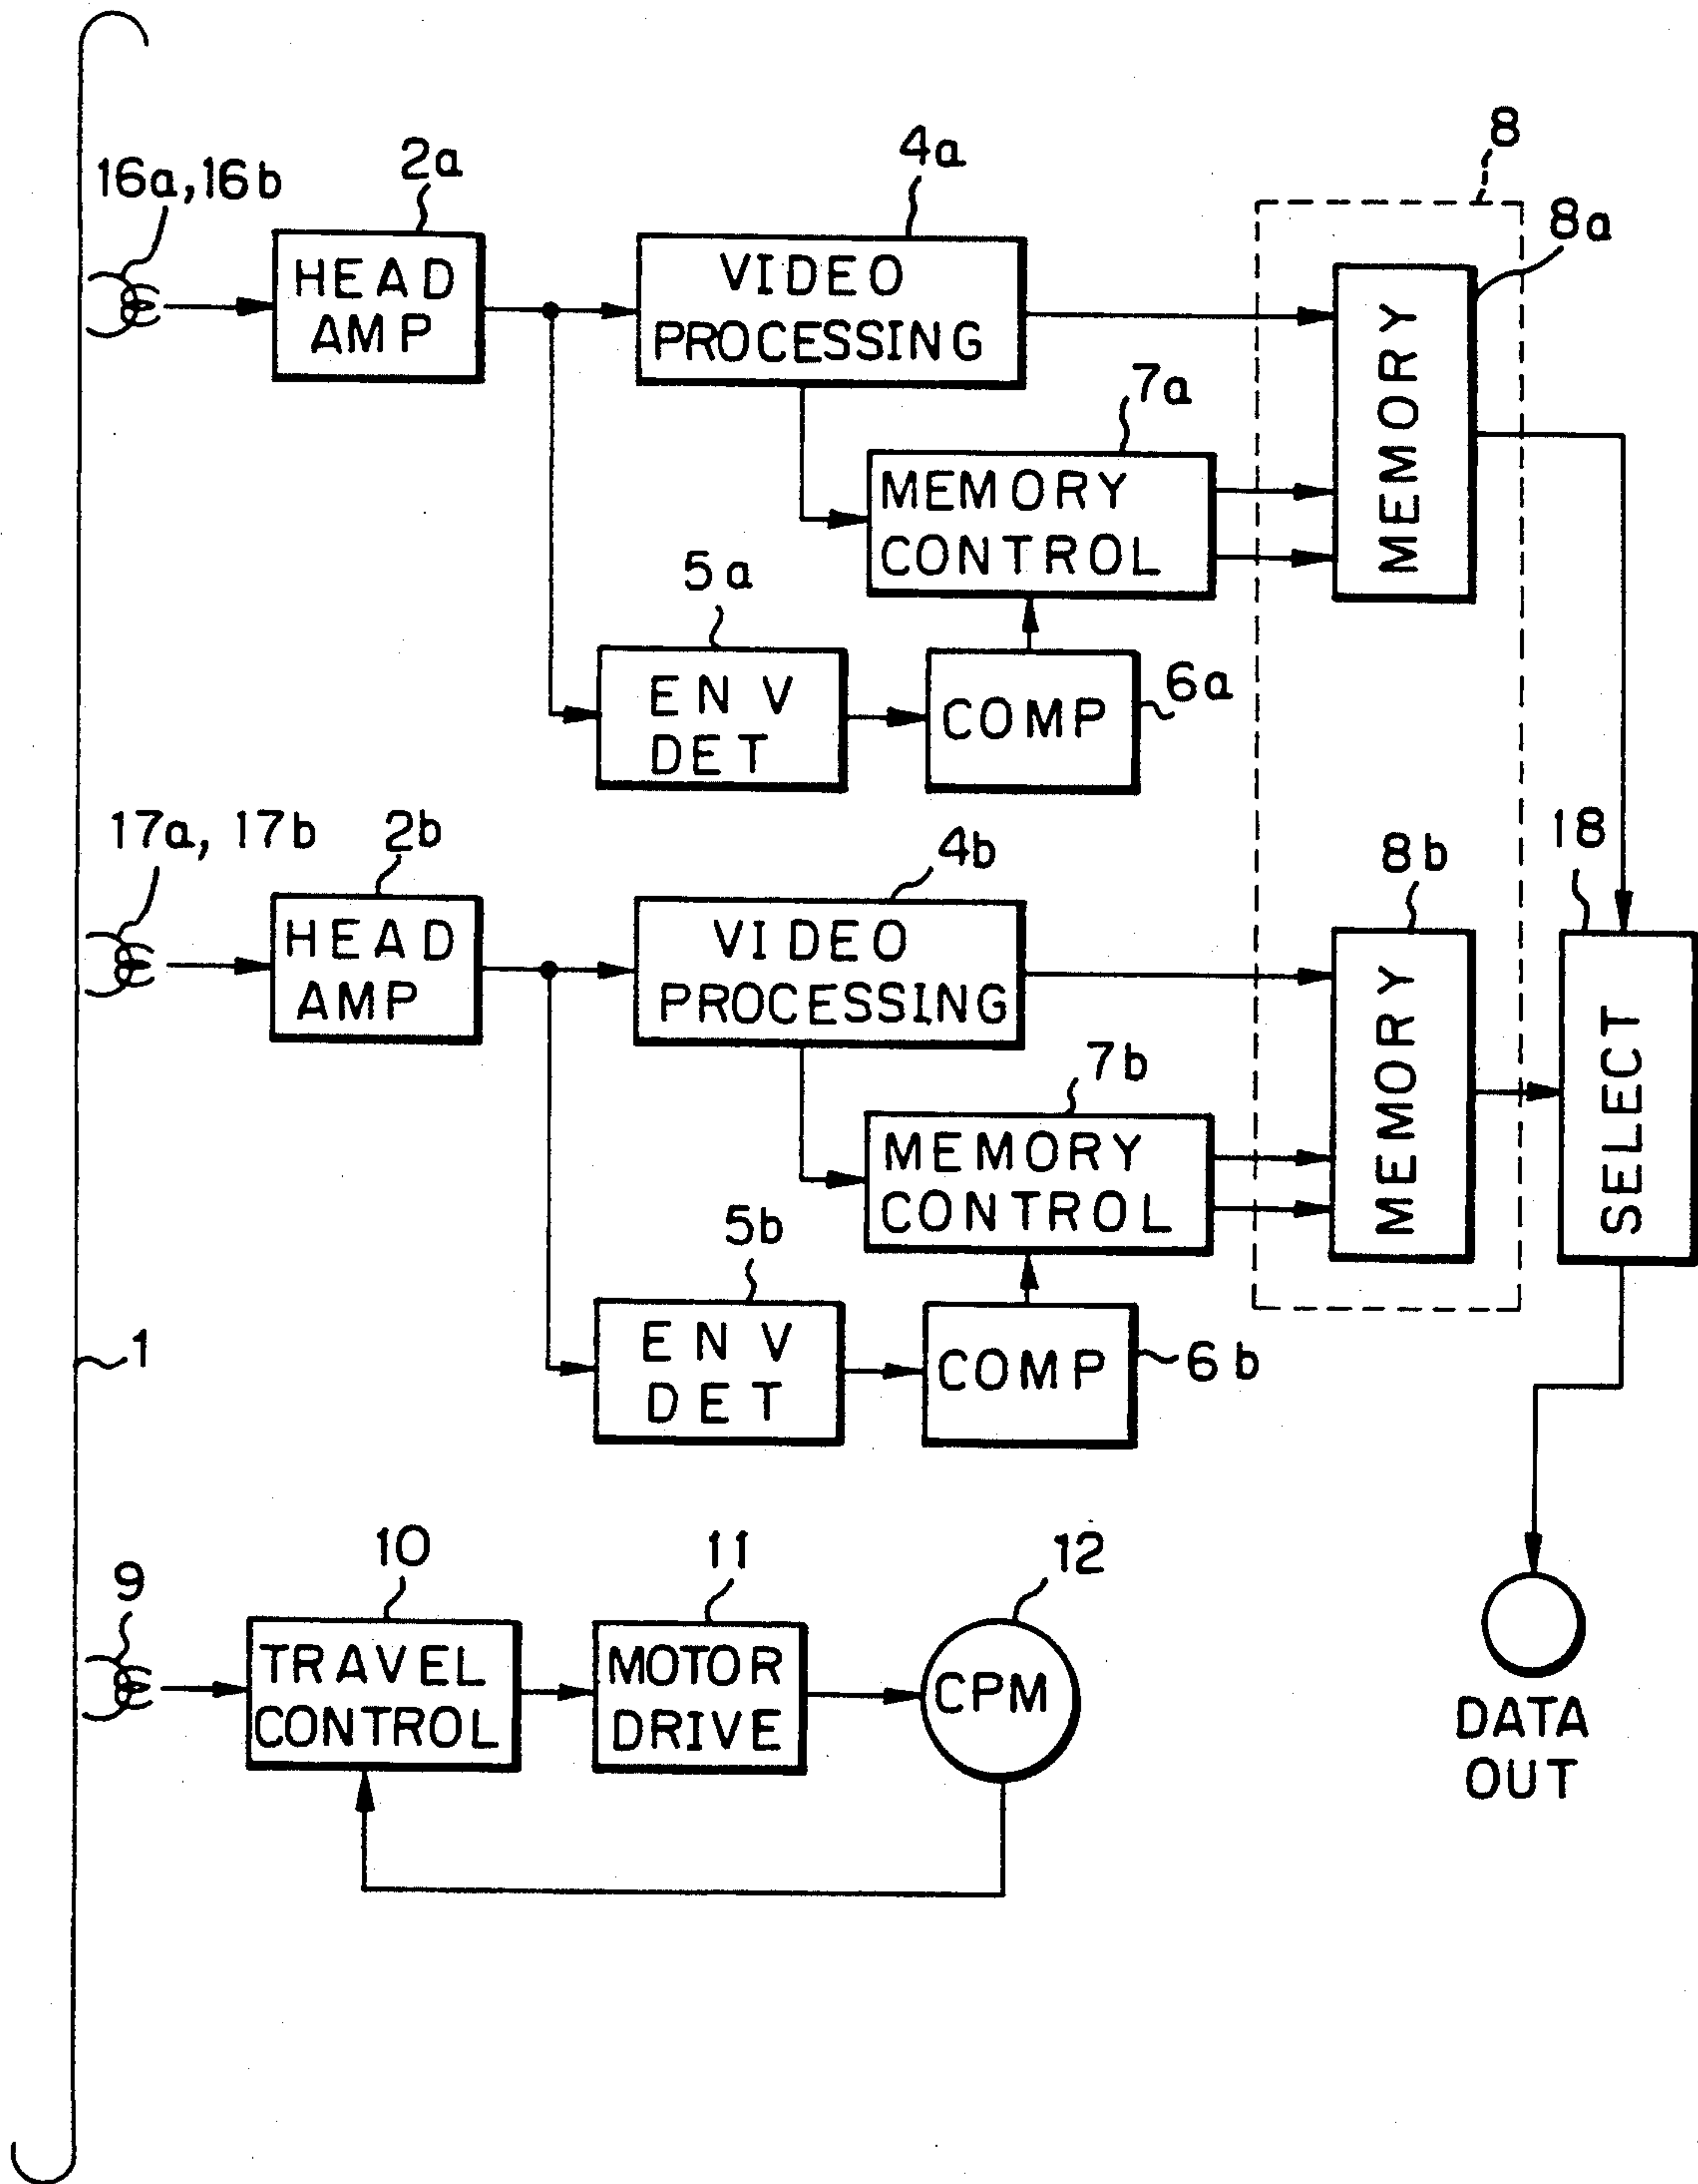 8
16a, 16b
2a
4a
8a
HEAD
AMP
VIDEO
PROCESSING
MEMORY
7a
MEMORY
CONTROL
5a
ENV
DET
COMP
6a
17a, 17b
2b
4b
8b
18
HEAD
AMP
VIDEO
PROCESSING
MEMORY
SELECT
7b
MEMORY
CONTROL
5b
ENV
DET
COMP
6b
1
9
10
11
12
TRAVEL
CONTROL
MOTOR
DRIVE
CPM
DATA
OUT